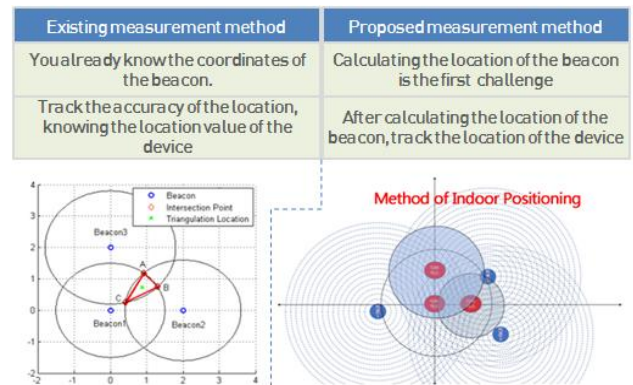 Existing measurement method
Proposed measurement method
You already know the coordinates of
the beacon.
Calculating the location of the beacon
is the first challenge
Track the accuracy of the location,
knowing the location value of the
device
After calculating the location of the
beacon, track the location of the device
4
3
2
1
0
-1
-2
-2
-1
0
1
2
3
4
Beacon
Intersection Point
Triangulation Location
Beacon3
A
B
C
Beacon1
Beacon2
Method of Indoor Positioning